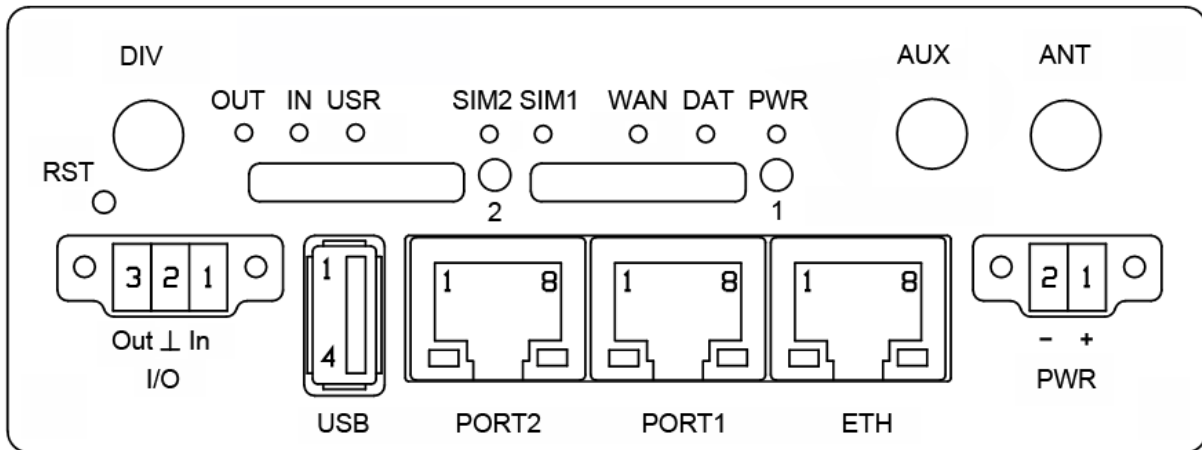 DIV AUX ANT
OUT IN USR SIM2 SIM1 WAN DAT PWR
RST
2 1
3 2 1 1 1 8 1 8 1 8 2 1
Out ⊥ In 4 - +
I/O PWR
USB PORT2 PORT1 ETH